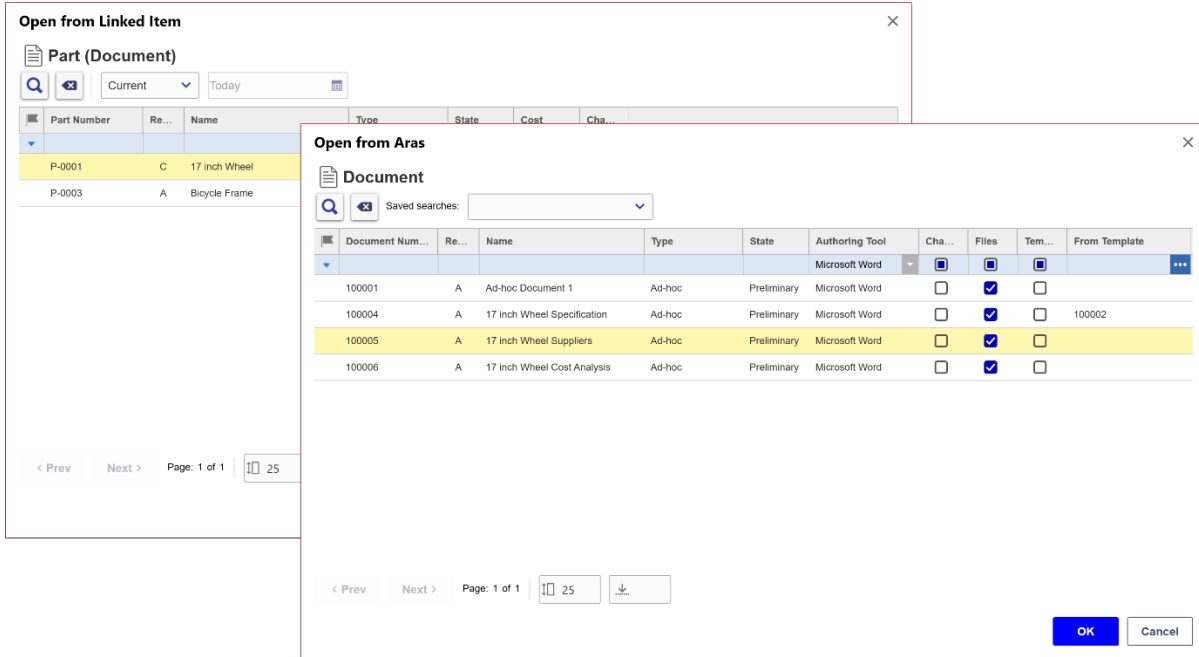 Open from Linked Item
Part (Document)
Current Today
Part Number Re... Name Type State Cost Cha...
P-0001 C 17 inch Wheel
P-0003 A Bicycle Frame
< Prev Next > Page: 1 of 1 25
Open from Aras
Document
Saved searches:
Document Num... Re... Name Type State Authoring Tool Cha... Files Tem... From Template
Microsoft Word
100001 A Ad-hoc Document 1 Ad-hoc Preliminary Microsoft Word
100004 A 17 inch Wheel Specification Ad-hoc Preliminary Microsoft Word 100002
100005 A 17 inch Wheel Suppliers Ad-hoc Preliminary Microsoft Word
100006 A 17 inch Wheel Cost Analysis Ad-hoc Preliminary Microsoft Word
< Prev Next > Page: 1 of 1 25
OK Cancel